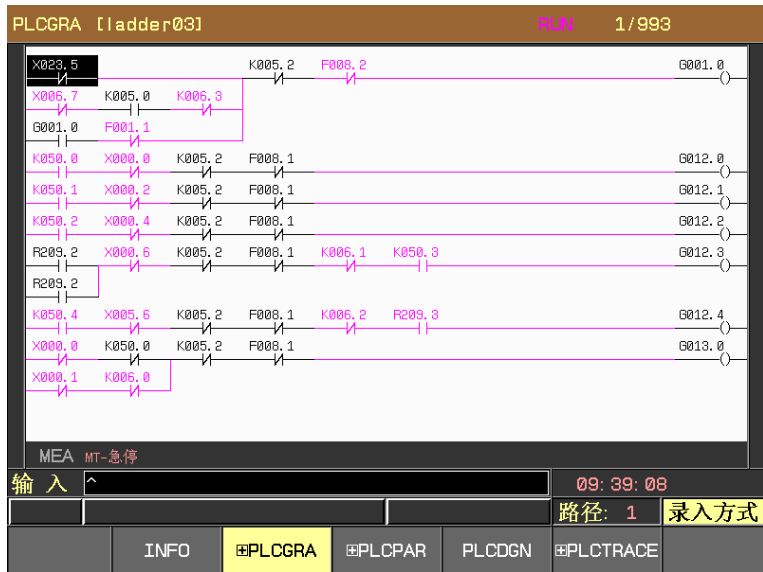 PLCGRA [ladder03] RUN 1/993
X023.5 K005.2 F008.2 G001.0
X006.7 K005.0 K006.3
G001.0 F001.1
K050.0 X000.0 K005.2 F008.1 G012.0
K050.1 X000.2 K005.2 F008.1 G012.1
K050.2 X000.4 K005.2 F008.1 G012.2
R209.2 X000.6 K005.2 F008.1 K006.1 K050.3 G012.3
R209.2
K050.4 X005.6 K005.2 F008.1 K006.2 R209.3 G012.4
X000.0 K050.0 K005.2 F008.1 G013.0
X000.1 K006.0
MEA MT-急停
输入 ^ 09:39:08
路径: 1 录入方式
INFO ⊞PLCGRA ⊞PLCPAR PLCDGN ⊞PLCTRACE